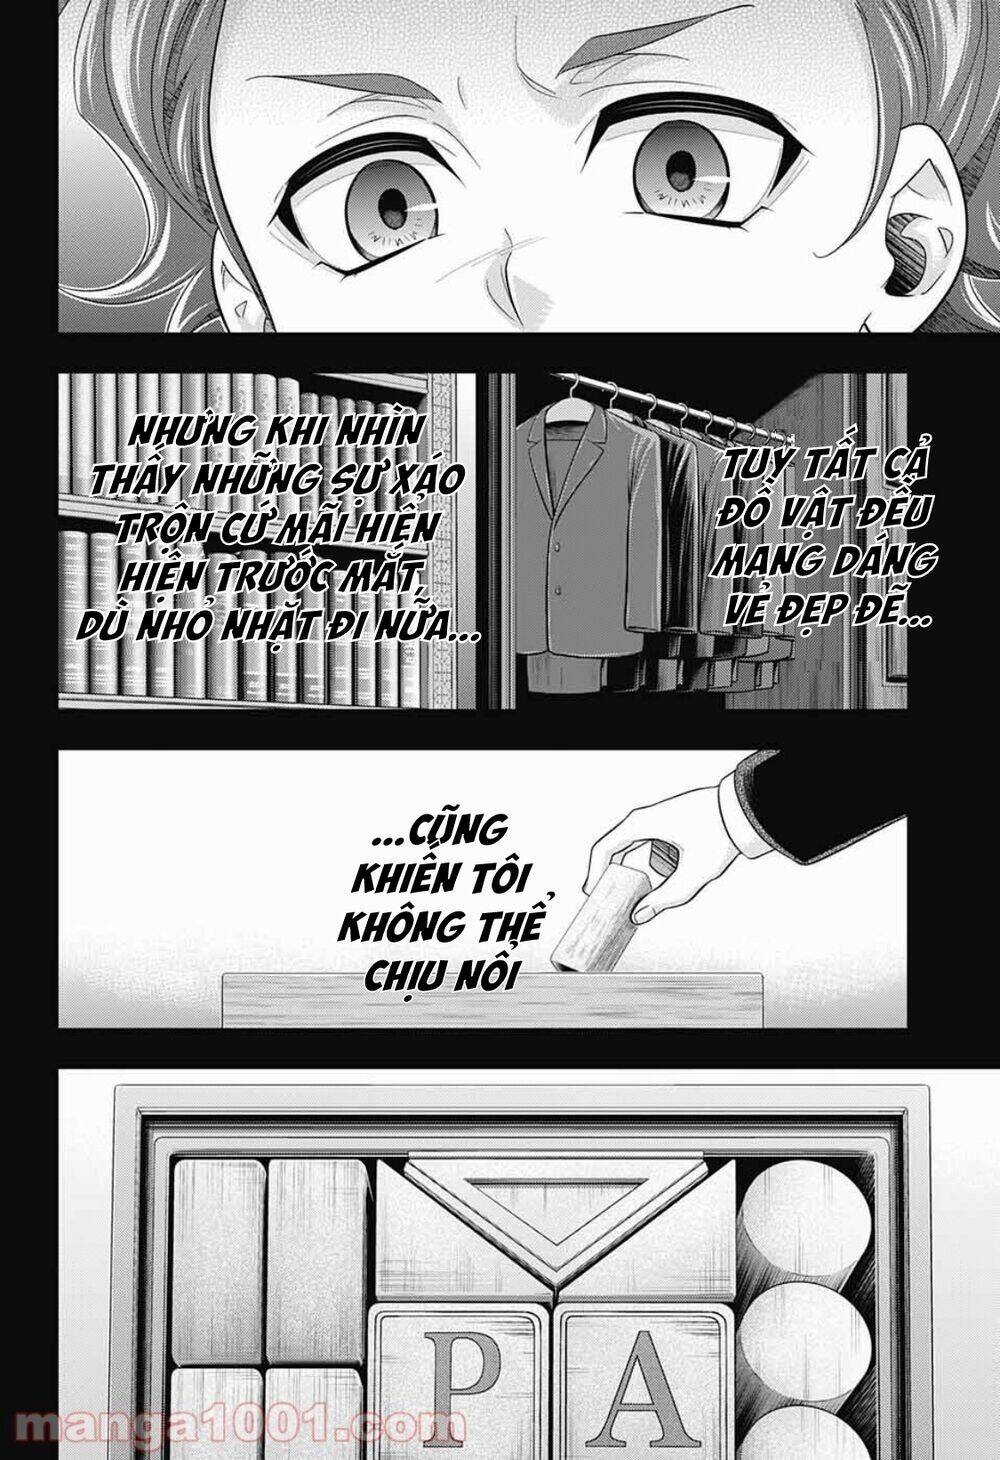 TUY TẤT CẢ
ĐỒ VẬT ĐỀU
MANG DÁNG
VẺ ĐẸP ĐẼ...
NHƯNG KHI NHÌN
THẤY NHỮNG SỰ XÁO
TRỘN CỨ MÃI HIỆN
HIỆN TRƯỚC MẮT,
DÙ NHỎ NHẶT ĐI NỮA...
...CŨNG
KHIẾN TÔI
KHÔNG THỂ
CHỊU NỔI
P A
manga1001.com
P A